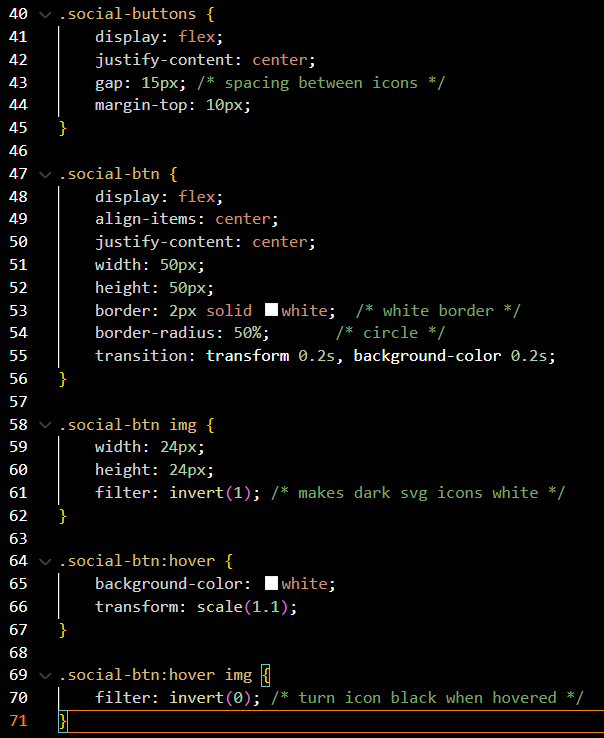 40 .social-buttons {
41     display: flex;
42     justify-content: center;
43     gap: 15px; /* spacing between icons */
44     margin-top: 10px;
45 }
46
47 .social-btn {
48     display: flex;
49     align-items: center;
50     justify-content: center;
51     width: 50px;
52     height: 50px;
53     border: 2px solid white;  /* white border */
54     border-radius: 50%;       /* circle */
55     transition: transform 0.2s, background-color 0.2s;
56 }
57
58 .social-btn img {
59     width: 24px;
60     height: 24px;
61     filter: invert(1); /* makes dark svg icons white */
62 }
63
64 .social-btn:hover {
65     background-color: white;
66     transform: scale(1.1);
67 }
68
69 .social-btn:hover img {
70     filter: invert(0); /* turn icon black when hovered */
71 }